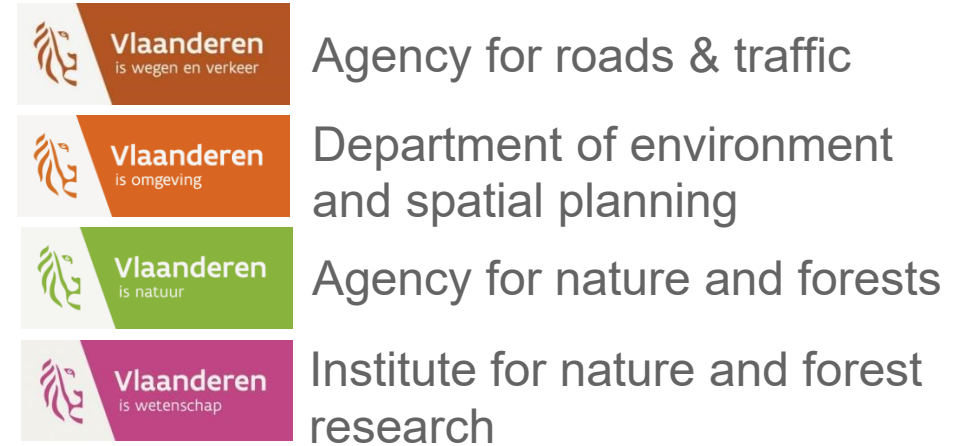 Vlaanderen
is wegen en verkeer
Agency for roads & traffic
Vlaanderen
is omgeving
Department of environment
and spatial planning
Vlaanderen
is natuur
Agency for nature and forests
Vlaanderen
is wetenschap
Institute for nature and forest
research